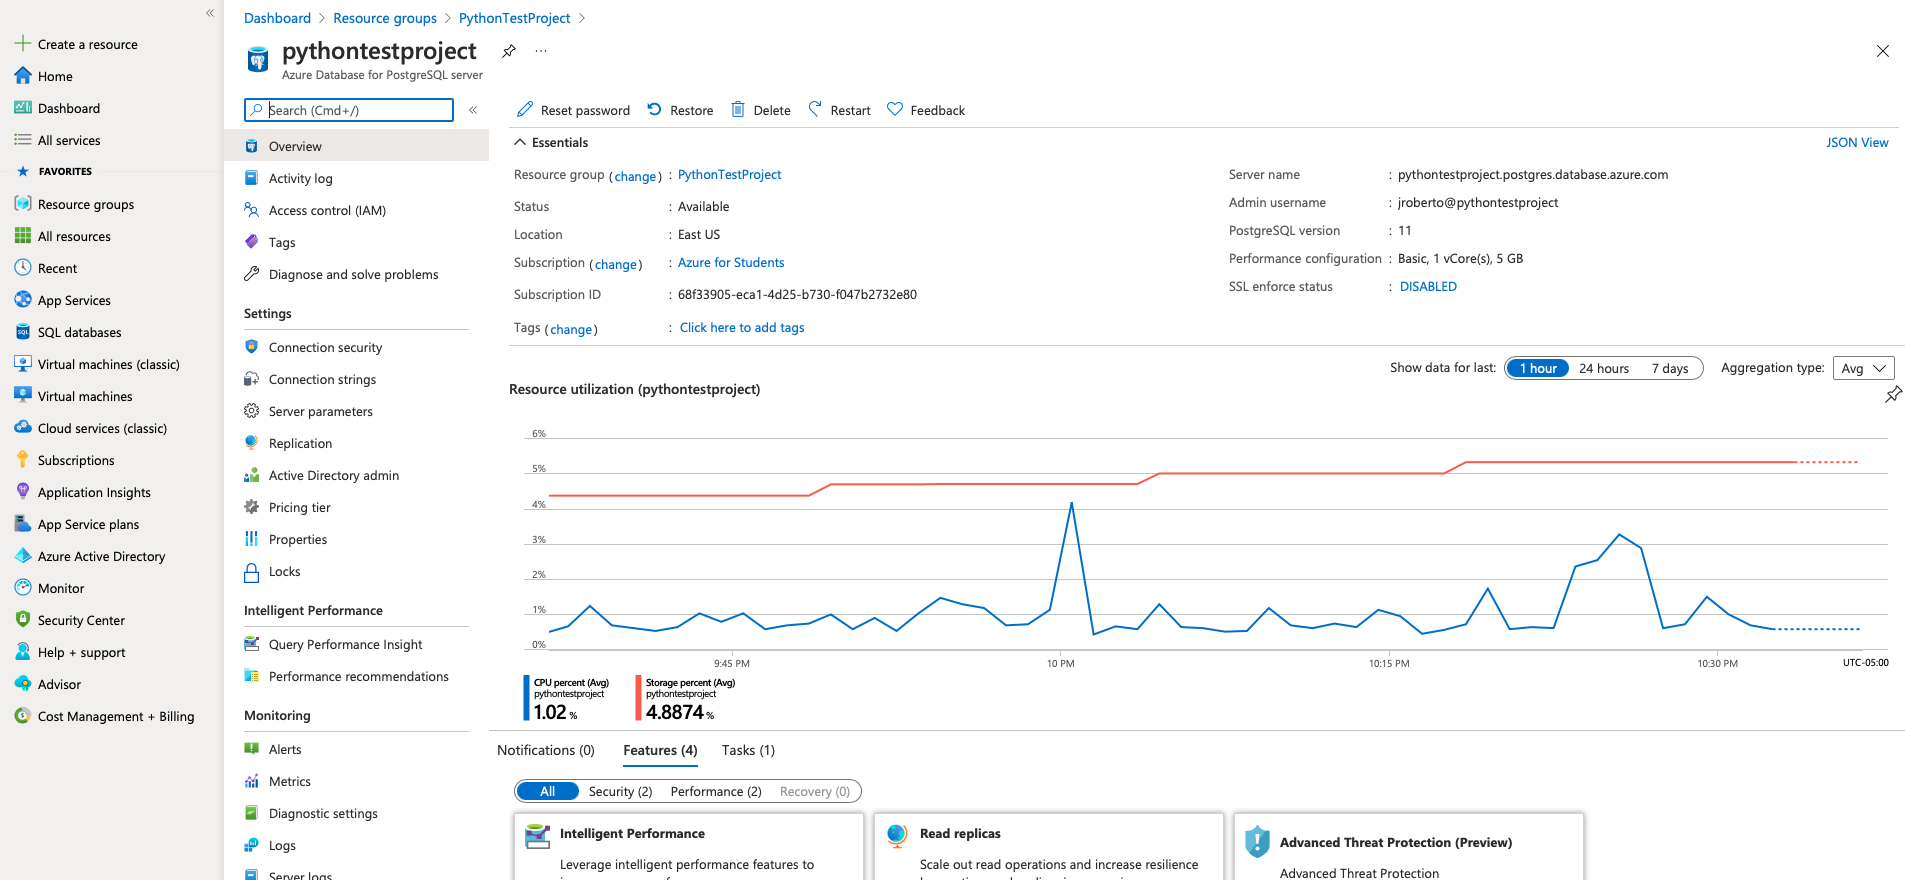 Create a resource
Home
Dashboard
All services
FAVORITES
Resource groups
All resources
Recent
App Services
SQL databases
Virtual machines (classic)
Virtual machines
Cloud services (classic)
Subscriptions
Application Insights
App Service plans
Azure Active Directory
Monitor
Security Center
Help + support
Advisor
Cost Management + Billing
Dashboard > Resource groups > PythonTestProject >
pythontestproject ...
Azure Database for PostgreSQL server
Search (Cmd+/)
Overview
Activity log
Access control (IAM)
Tags
Diagnose and solve problems
Settings
Connection security
Connection strings
Server parameters
Replication
Active Directory admin
Pricing tier
Properties
Locks
Intelligent Performance
Query Performance Insight
Performance recommendations
Monitoring
Alerts
Metrics
Diagnostic settings
Logs
Server logs
Reset password Restore Delete Restart Feedback
Essentials
JSON View
Resource group (change) : PythonTestProject
Status : Available
Location : East US
Subscription (change) : Azure for Students
Subscription ID : 68f33905-eca1-4d25-b730-f047b2732e80
Tags (change) : Click here to add tags
Server name : pythontestproject.postgres.database.azure.com
Admin username : jroberto@pythontestproject
PostgreSQL version : 11
Performance configuration : Basic, 1 vCore(s), 5 GB
SSL enforce status : DISABLED
Show data for last: 1 hour 24 hours 7 days Aggregation type: Avg
Resource utilization (pythontestproject)
6%
5%
4%
3%
2%
1%
0%
9:45 PM 10 PM 10:15 PM 10:30 PM UTC-05:00
CPU percent (Avg)
pythontestproject
1.02 %
Storage percent (Avg)
pythontestproject
4.8874 %
Notifications (0) Features (4) Tasks (1)
All Security (2) Performance (2) Recovery (0)
Intelligent Performance
Leverage intelligent performance features to
Read replicas
Scale out read operations and increase resilience
Advanced Threat Protection (Preview)
Advanced Threat Protection